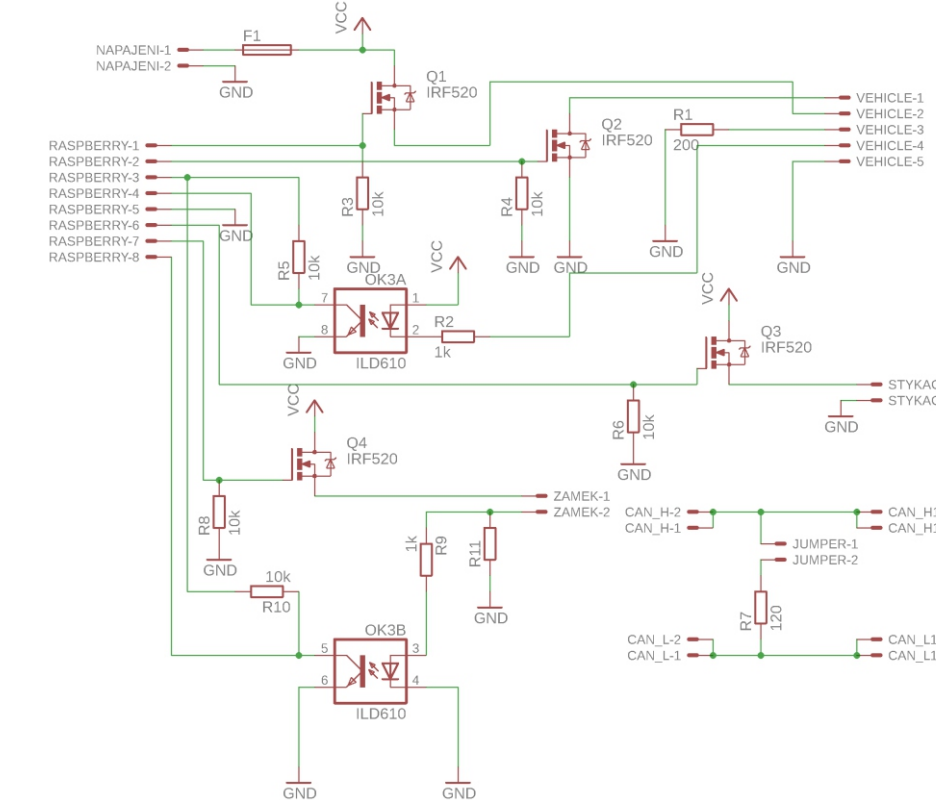 VCC
F1
NAPAJENI-1
NAPAJENI-2
GND
Q1
IRF520
VEHICLE-1
VEHICLE-2
VEHICLE-3
VEHICLE-4
VEHICLE-5
R1
200
Q2
IRF520
RASPBERRY-1
RASPBERRY-2
RASPBERRY-3
RASPBERRY-4
RASPBERRY-5
RASPBERRY-6
RASPBERRY-7
RASPBERRY-8
GND
R3
10k
R4
10k
GND
GND
GND
GND
GND
R5
10k
VCC
OK3A
7
8
1
2
ILD610
GND
R2
1k
VCC
Q3
IRF520
STYKAC
STYKAC
GND
R6
10k
GND
VCC
Q4
IRF520
ZAMEK-1
ZAMEK-2
R8
10k
GND
1k
R9
R11
GND
CAN_H-2
CAN_H-1
CAN_H1
CAN_H1
JUMPER-1
JUMPER-2
R7
120
CAN_L-2
CAN_L-1
CAN_L1
CAN_L1
10k
R10
OK3B
5
6
3
4
ILD610
GND
GND